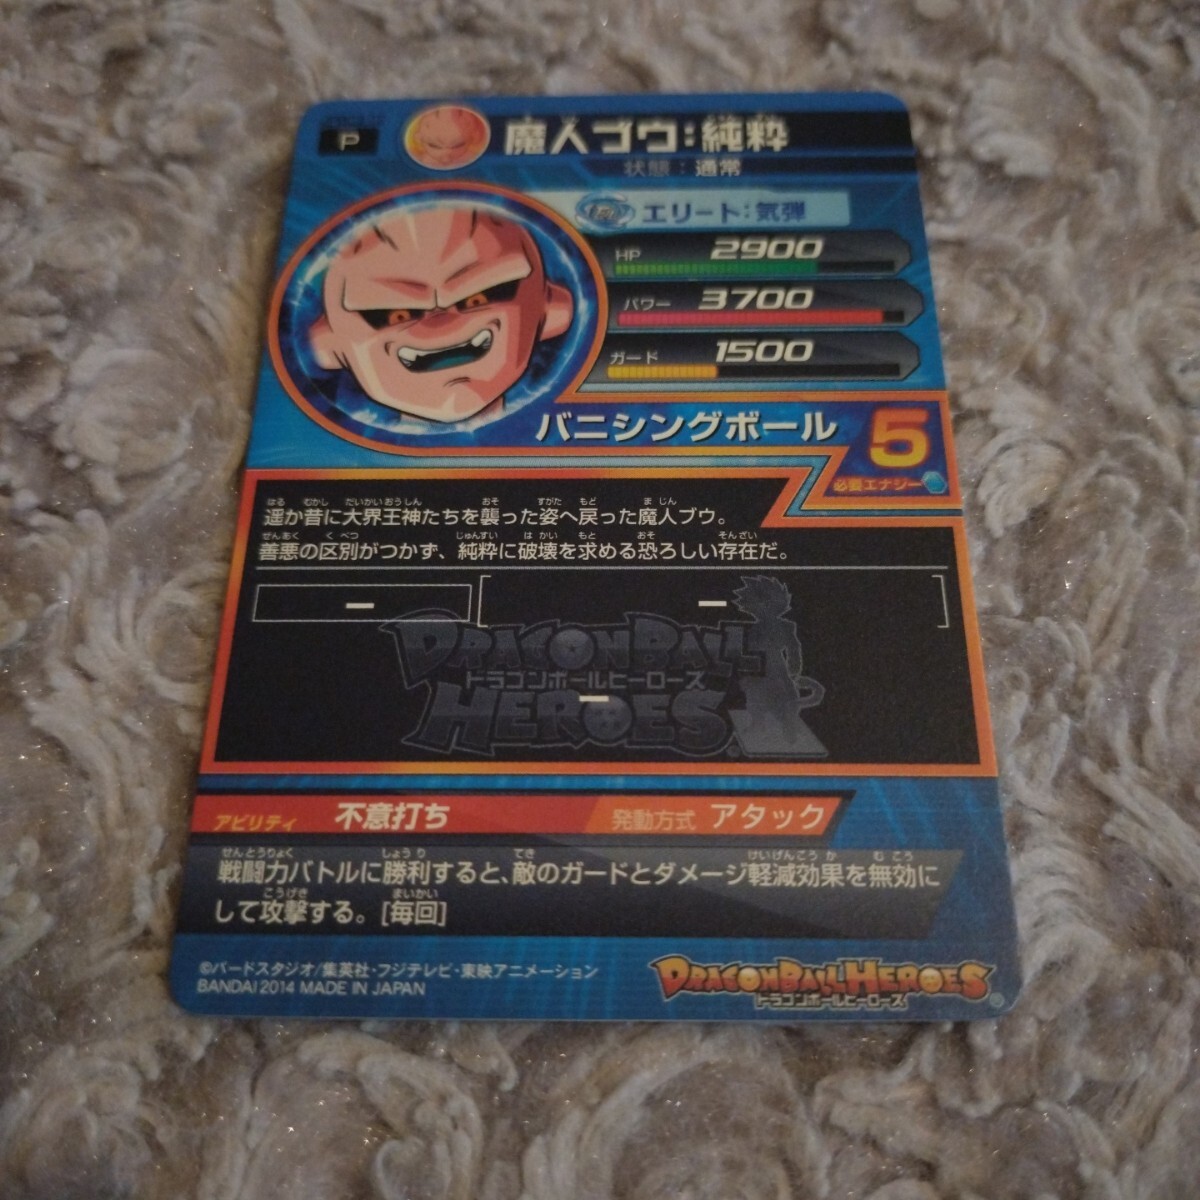 P
魔人ブウ:純粋
状態:通常
エリート:気弾
HP 2900
パワー 3700
ガード 1500
バニシングボール
5
必要エナジー
遥か昔に大界王神たちを襲った姿へ戻った魔人ブウ。
善悪の区別がつかず、純粋に破壊を求める恐ろしい存在だ。
DRAGON BALL
ドラゴンボールヒーローズ
HEROES
アビリティ 不意打ち 発動方式 アタック
戦闘力バトルに勝利すると、敵のガードとダメージ軽減効果を無効に
して攻撃する。[毎回]
©バードスタジオ/集英社・フジテレビ・東映アニメーション
BANDAI 2014 MADE IN JAPAN
DRAGON BALL HEROES
ドラゴンボールヒーローズ